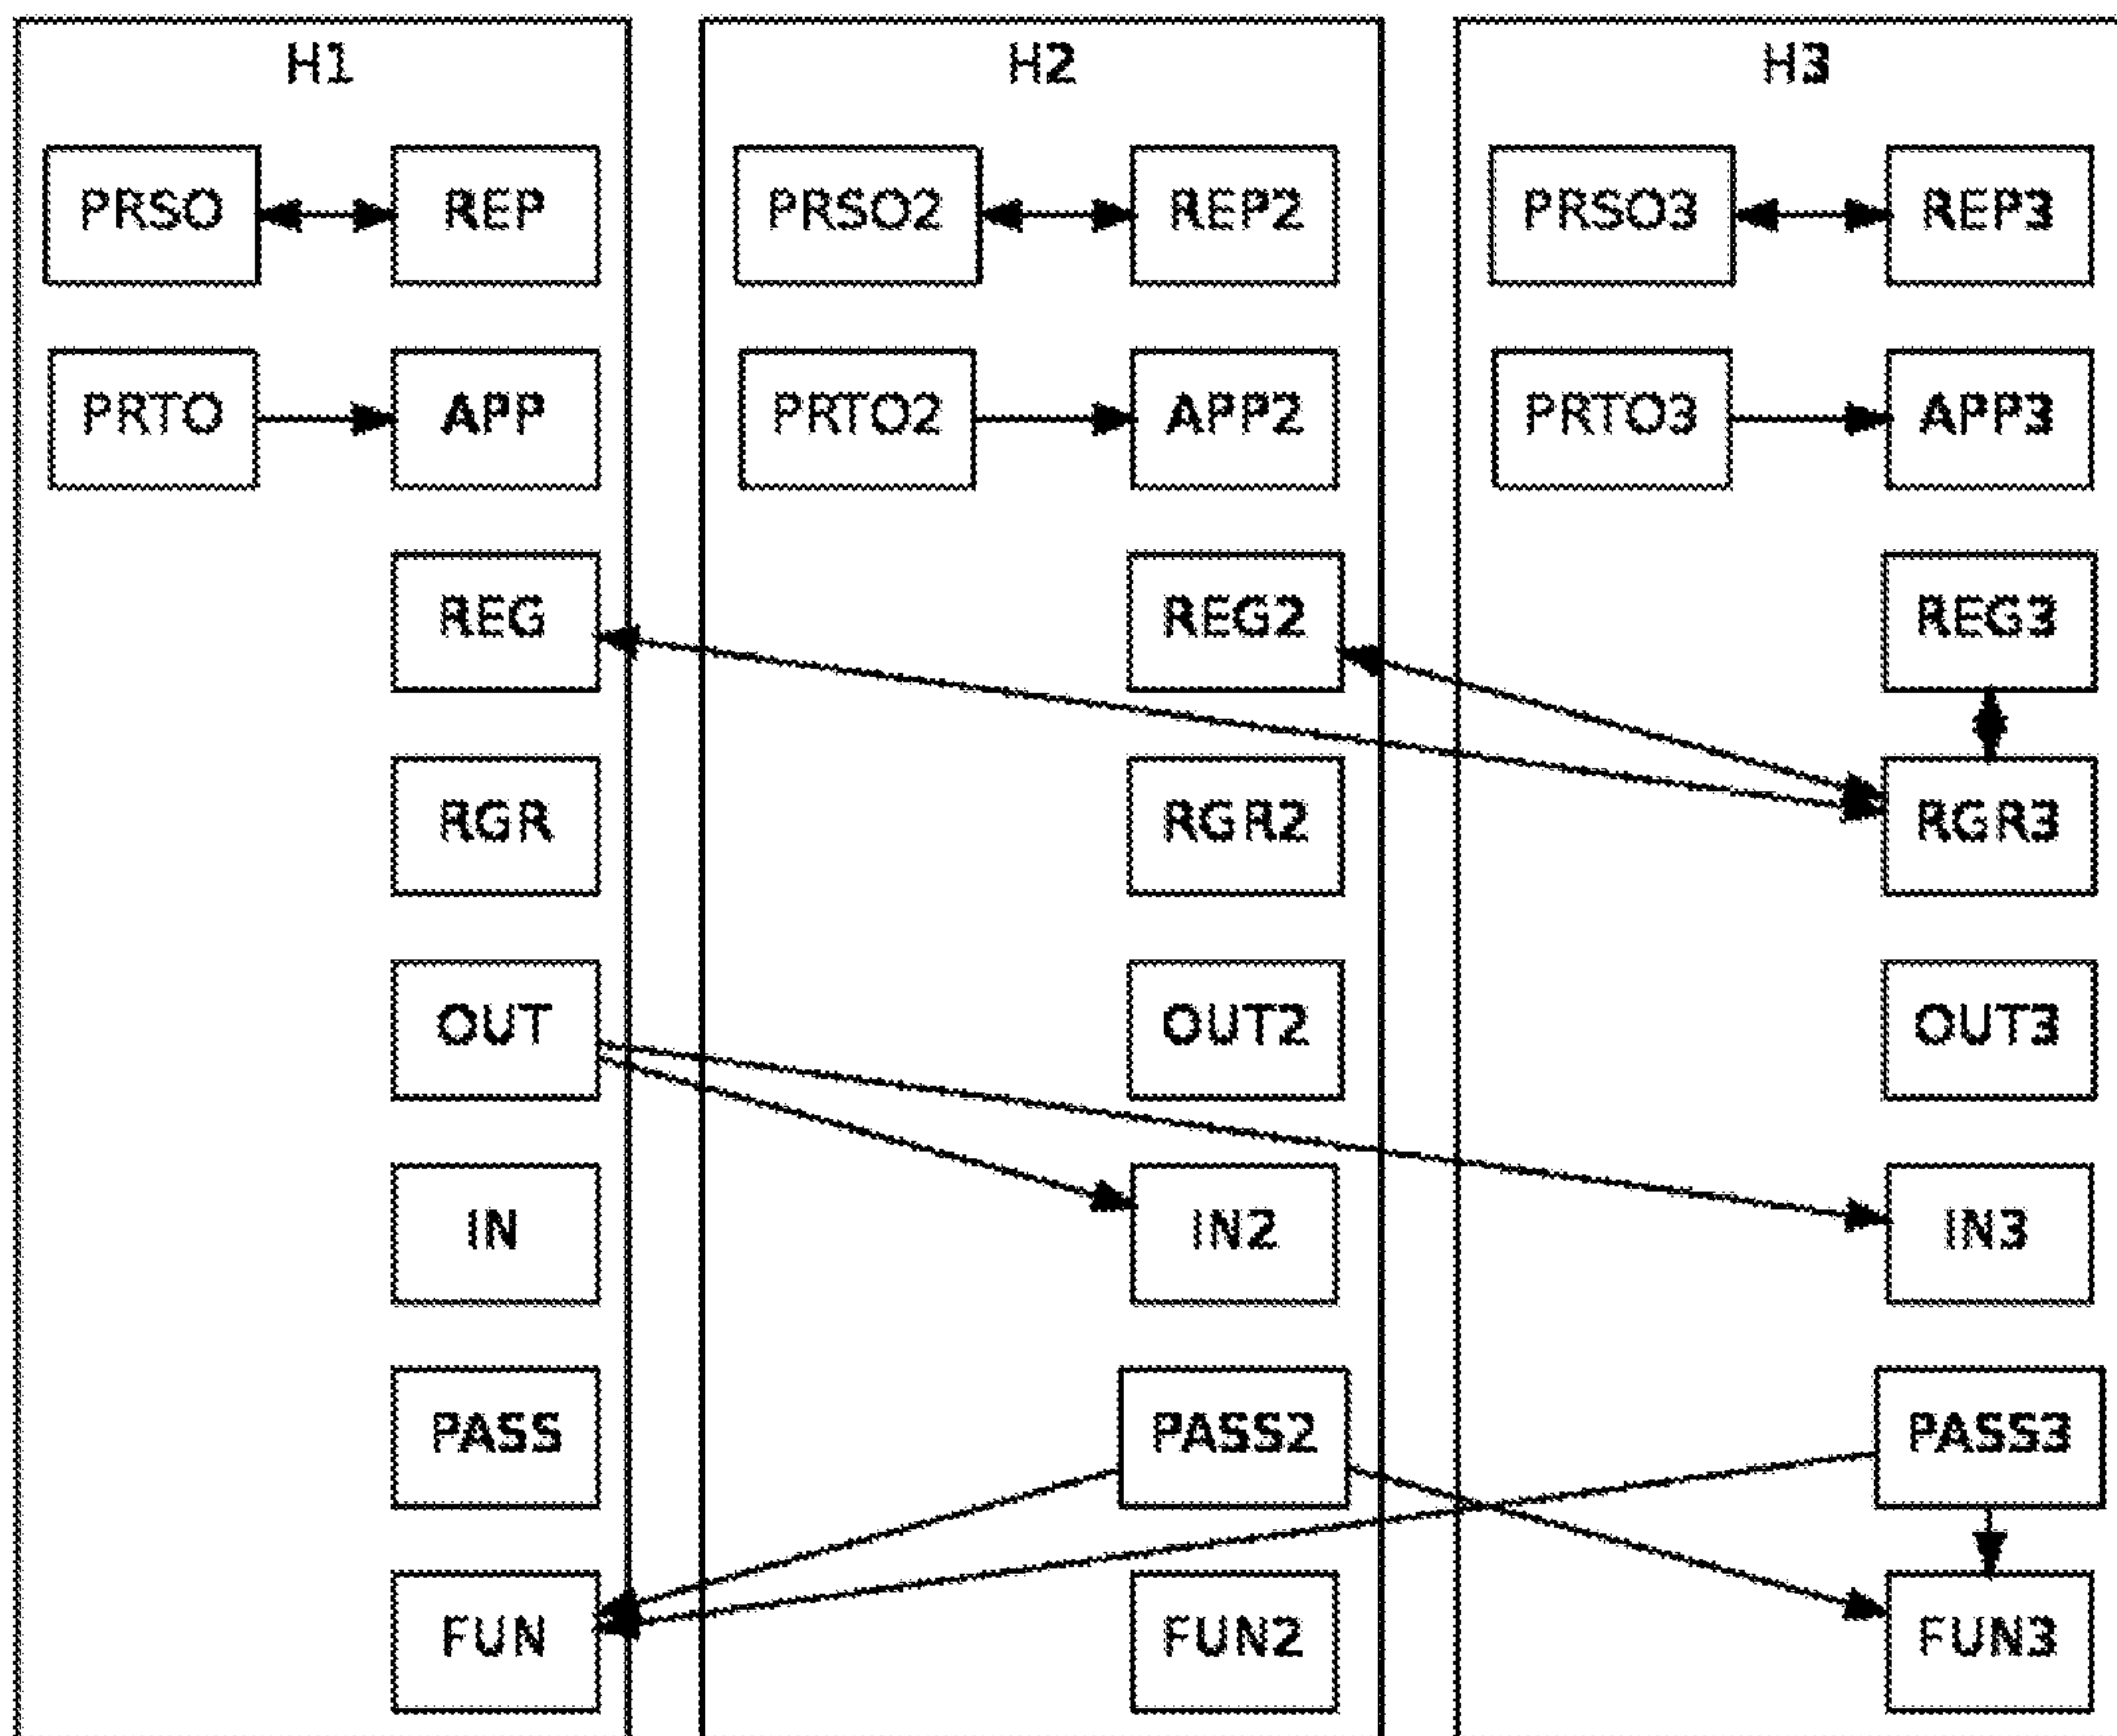 H1 H2 H3
PRSO REP PRSO2 REP2 PRSO3 REP3
PRTO APP PRTO2 APP2 PRTO3 APP3
REG REG2 REG3
RGR RGR2 RGR3
OUT OUT2 OUT3
IN IN2 IN3
PASS PASS2 PASS3
FUN FUN2 FUN3